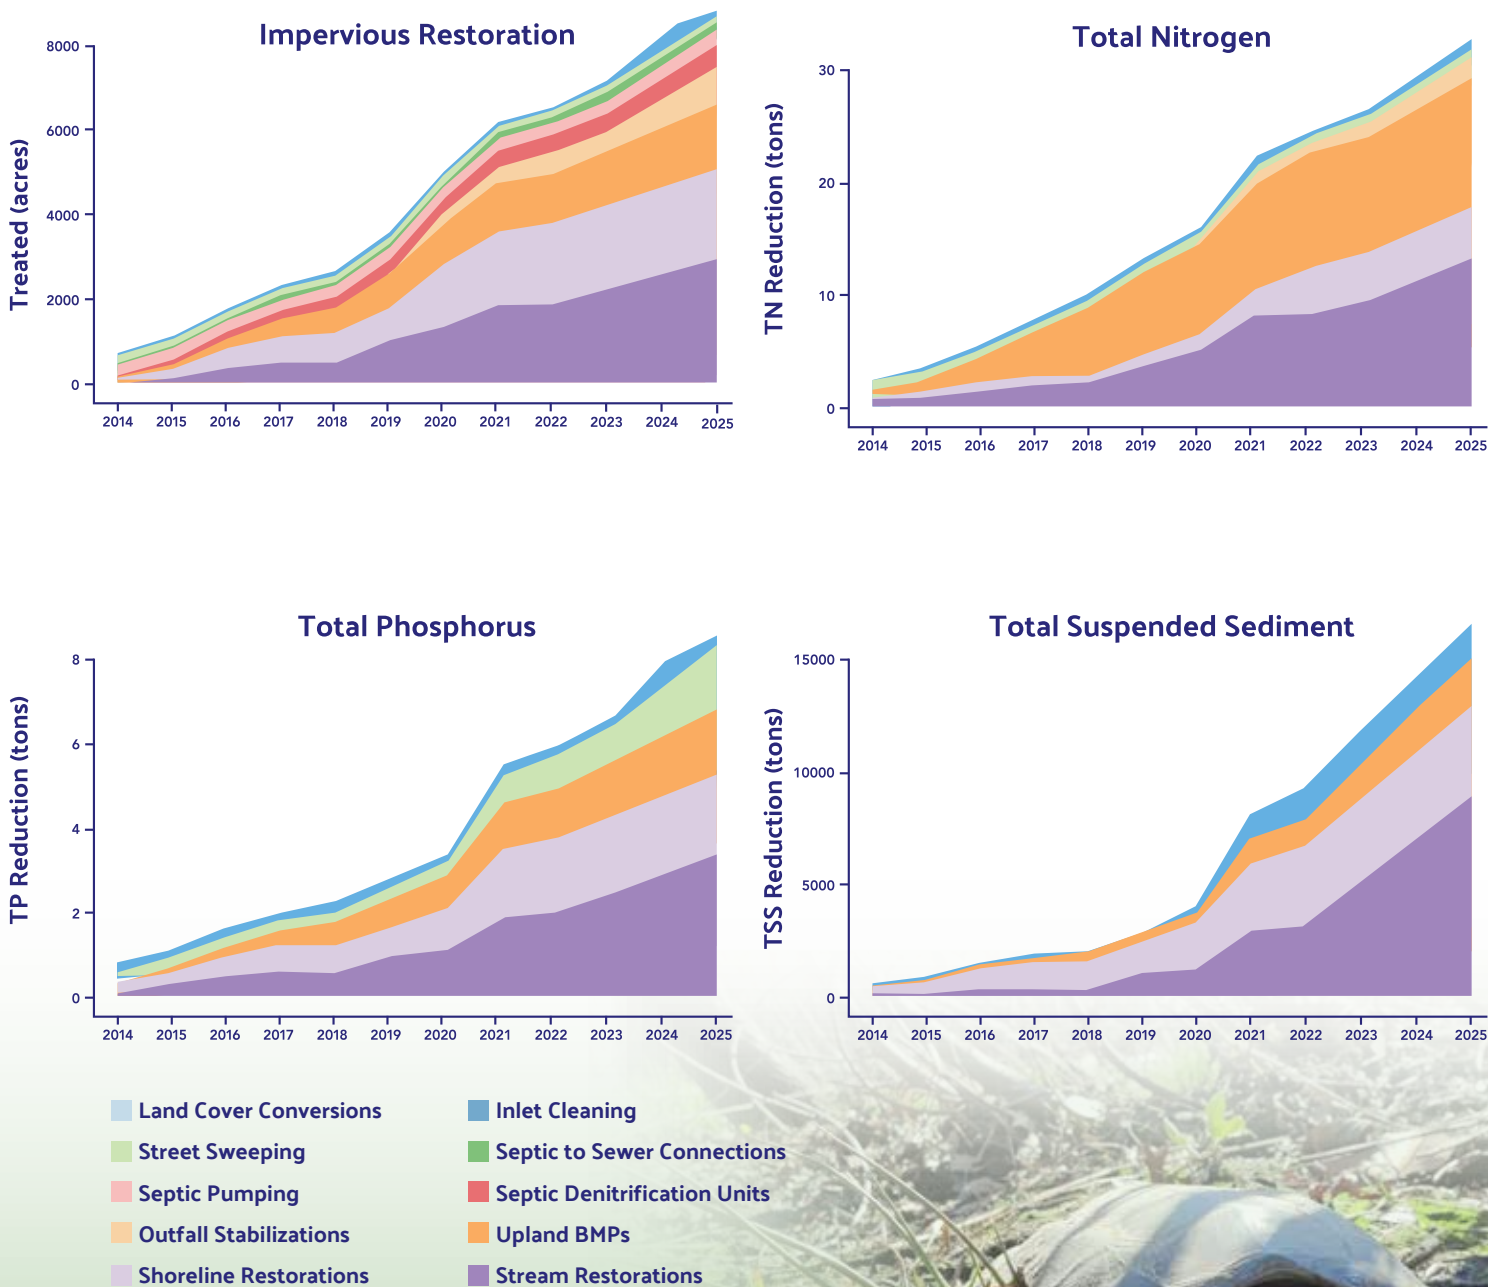 Impervious Restoration
Treated (acres)
8000
6000
4000
2000
0
2014 2015 2016 2017 2018 2019 2020 2021 2022 2023 2024 2025
Total Nitrogen
TN Reduction (tons)
30
20
10
0
2014 2015 2016 2017 2018 2019 2020 2021 2022 2023 2024 2025
Total Phosphorus
TP Reduction (tons)
8
6
4
2
0
2014 2015 2016 2017 2018 2019 2020 2021 2022 2023 2024 2025
Total Suspended Sediment
TSS Reduction (tons)
15000
10000
5000
0
2014 2015 2016 2017 2018 2019 2020 2021 2022 2023 2024 2025
Land Cover Conversions
Inlet Cleaning
Street Sweeping
Septic to Sewer Connections
Septic Pumping
Septic Denitrification Units
Outfall Stabilizations
Upland BMPs
Shoreline Restorations
Stream Restorations